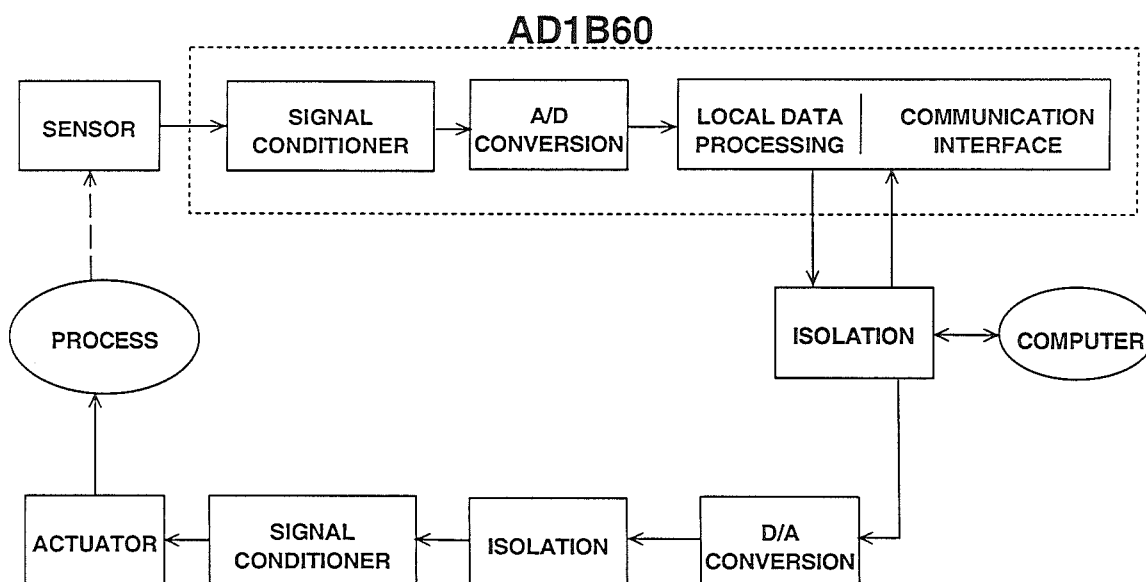 AD1B60
SENSOR
SIGNAL
CONDITIONER
A/D
CONVERSION
LOCAL DATA
PROCESSING
COMMUNICATION
INTERFACE
PROCESS
ISOLATION
COMPUTER
ACTUATOR
SIGNAL
CONDITIONER
ISOLATION
D/A
CONVERSION